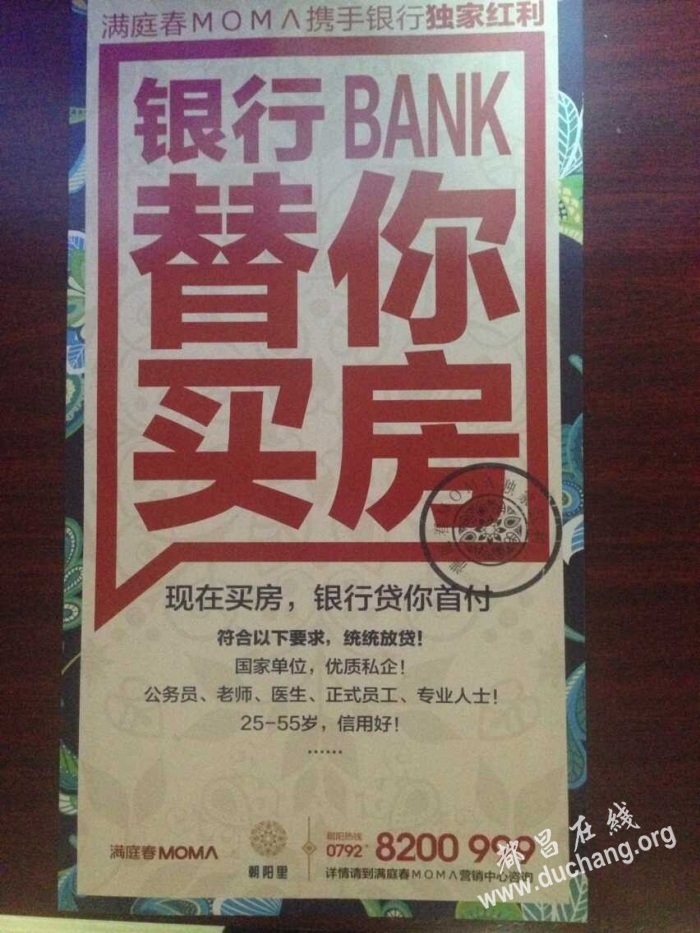 满庭春MOMA携手银行独家红利
银行 BANK
替你
买房
现在买房，银行贷你首付
符合以下要求，统统放贷！
国家单位，优质私企！
公务员、老师、医生、正式员工、专业人士！
25-55岁，信用好！
……
满庭春MOMA
朝阳里
朝阳热线
0792- 8200 999
详情请到满庭春MOMA营销中心咨询
都昌在线
www.duchang.org